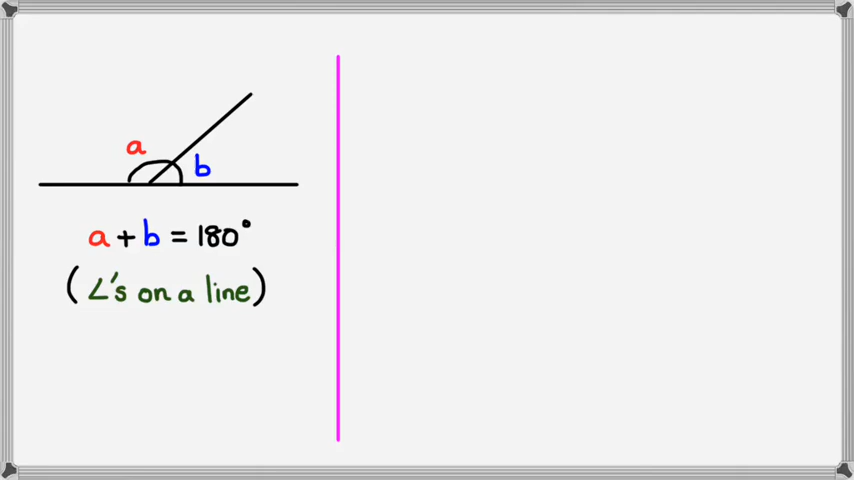 a
b
a + b = 180°
(∠'s on a line)